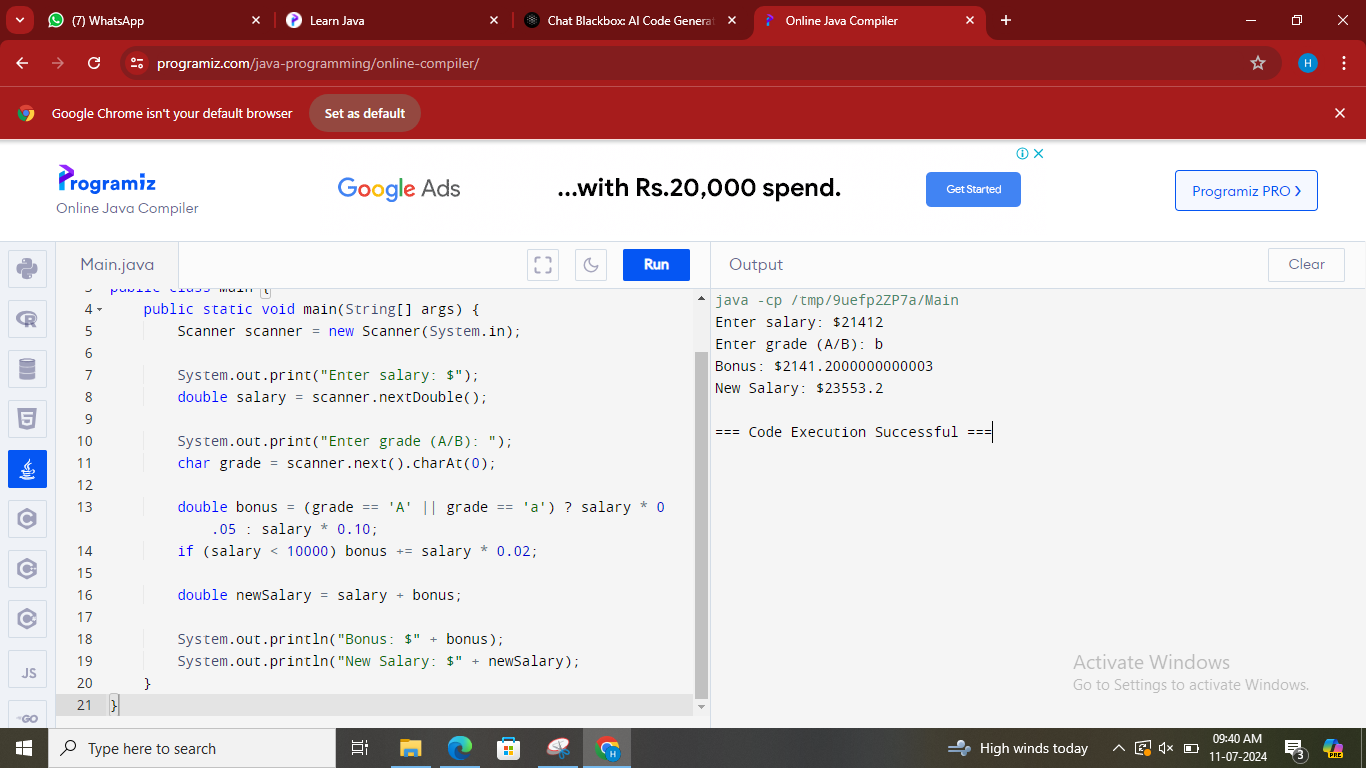 (7) WhatsApp
Learn Java
Chat Blackbox: AI Code Generat
Online Java Compiler
programiz.com/java-programming/online-compiler/
H
Google Chrome isn't your default browser
Set as default
Programiz
Online Java Compiler
Google Ads
...with Rs.20,000 spend.
Get Started
Programiz PRO
Main.java
Run
Output
Clear
3 public class Main {
4 public static void main(String[] args) {
5 Scanner scanner = new Scanner(System.in);
6
7 System.out.print("Enter salary: $");
8 double salary = scanner.nextDouble();
9
10 System.out.print("Enter grade (A/B): ");
11 char grade = scanner.next().charAt(0);
12
13 double bonus = (grade == 'A' || grade == 'a') ? salary * 0
.05 : salary * 0.10;
14 if (salary < 10000) bonus += salary * 0.02;
15
16 double newSalary = salary + bonus;
17
18 System.out.println("Bonus: $" + bonus);
19 System.out.println("New Salary: $" + newSalary);
20 }
21 }
java -cp /tmp/9uefp2ZP7a/Main
Enter salary: $21412
Enter grade (A/B): b
Bonus: $2141.2000000000003
New Salary: $23553.2
=== Code Execution Successful ===
R
5
C
C
C
JS
GO
Activate Windows
Go to Settings to activate Windows.
Type here to search
H
High winds today
09:40 AM
11-07-2024
3
PRE